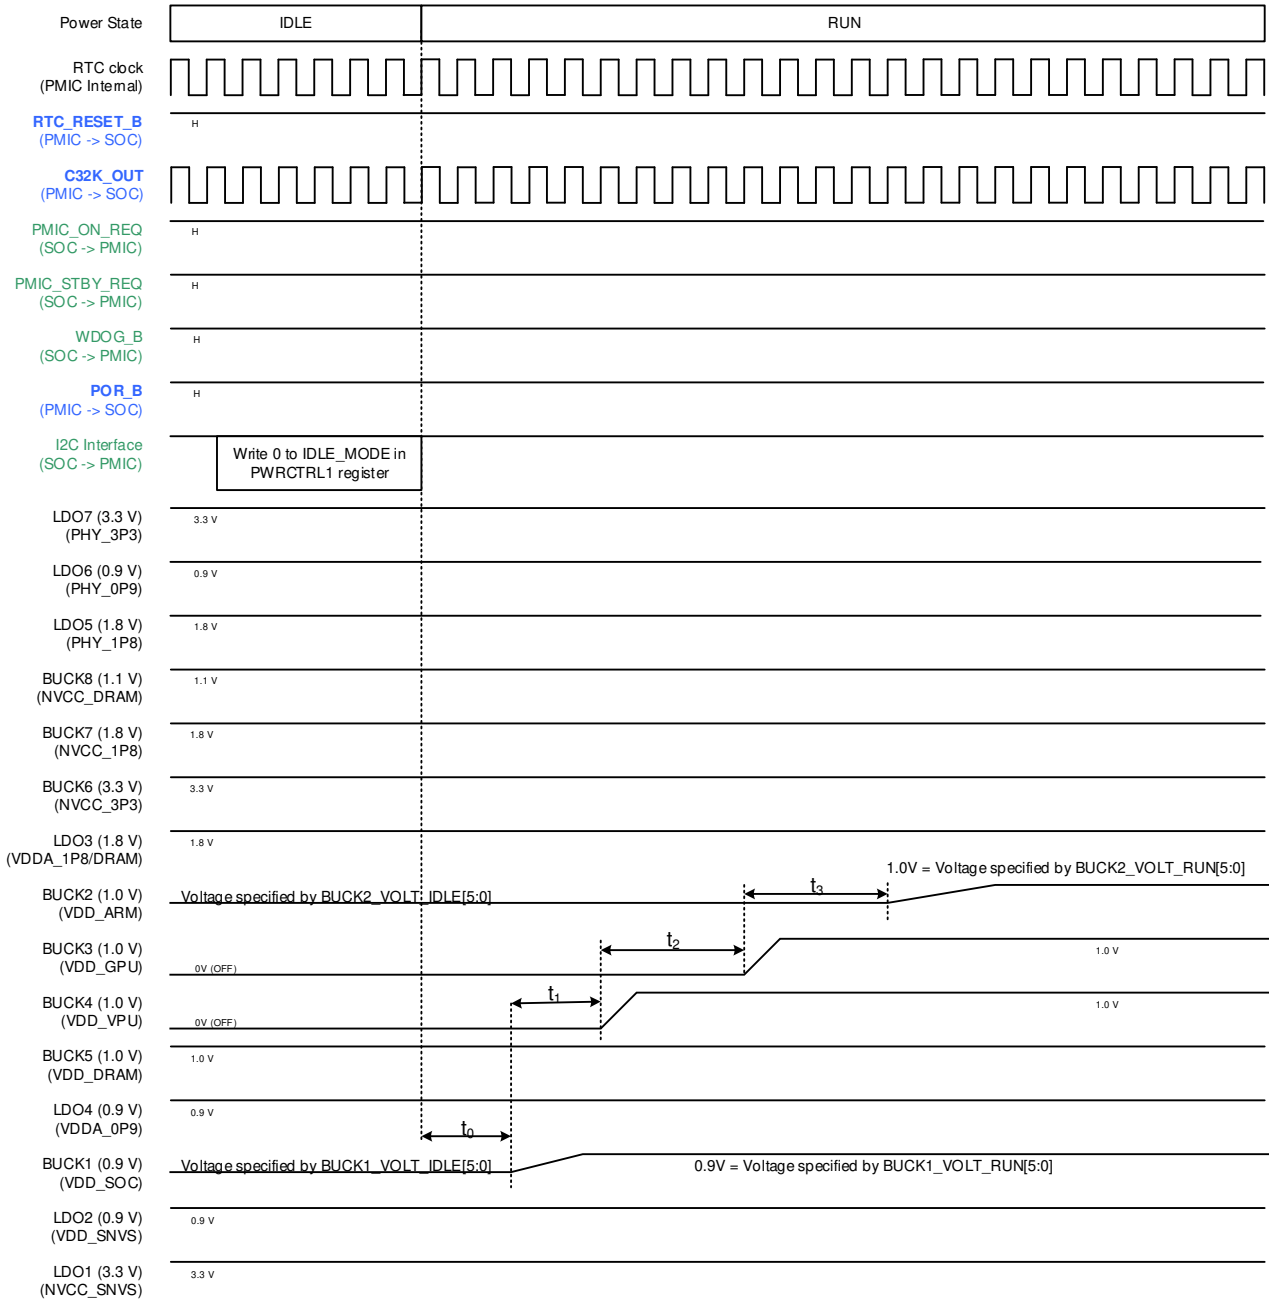 Power State IDLE RUN
RTC clock
(PMIC Internal)
RTC_RESET_B
(PMIC -> SOC)
H
C32K_OUT
(PMIC -> SOC)
PMIC_ON_REQ
(SOC -> PMIC)
H
PMIC_STBY_REQ
(SOC -> PMIC)
H
WDOG_B
(SOC -> PMIC)
H
POR_B
(PMIC -> SOC)
H
I2C Interface
(SOC -> PMIC)
Write 0 to IDLE_MODE in
PWRCTRL1 register
LDO7 (3.3 V)
(PHY_3P3)
3.3 V
LDO6 (0.9 V)
(PHY_0P9)
0.9 V
LDO5 (1.8 V)
(PHY_1P8)
1.8 V
BUCK8 (1.1 V)
(NVCC_DRAM)
1.1 V
BUCK7 (1.8 V)
(NVCC_1P8)
1.8 V
BUCK6 (3.3 V)
(NVCC_3P3)
3.3 V
LDO3 (1.8 V)
(VDDA_1P8/DRAM)
1.8 V
1.0V = Voltage specified by BUCK2_VOLT_RUN[5:0]
BUCK2 (1.0 V)
(VDD_ARM)
Voltage specified by BUCK2_VOLT_IDLE[5:0]
t3
BUCK3 (1.0 V)
(VDD_GPU)
0V (OFF)
t2
1.0 V
BUCK4 (1.0 V)
(VDD_VPU)
0V (OFF)
t1
1.0 V
BUCK5 (1.0 V)
(VDD_DRAM)
1.0 V
LDO4 (0.9 V)
(VDDA_0P9)
0.9 V
t0
BUCK1 (0.9 V)
(VDD_SOC)
Voltage specified by BUCK1_VOLT_IDLE[5:0]
0.9V = Voltage specified by BUCK1_VOLT_RUN[5:0]
LDO2 (0.9 V)
(VDD_SNVS)
0.9 V
LDO1 (3.3 V)
(NVCC_SNVS)
3.3 V